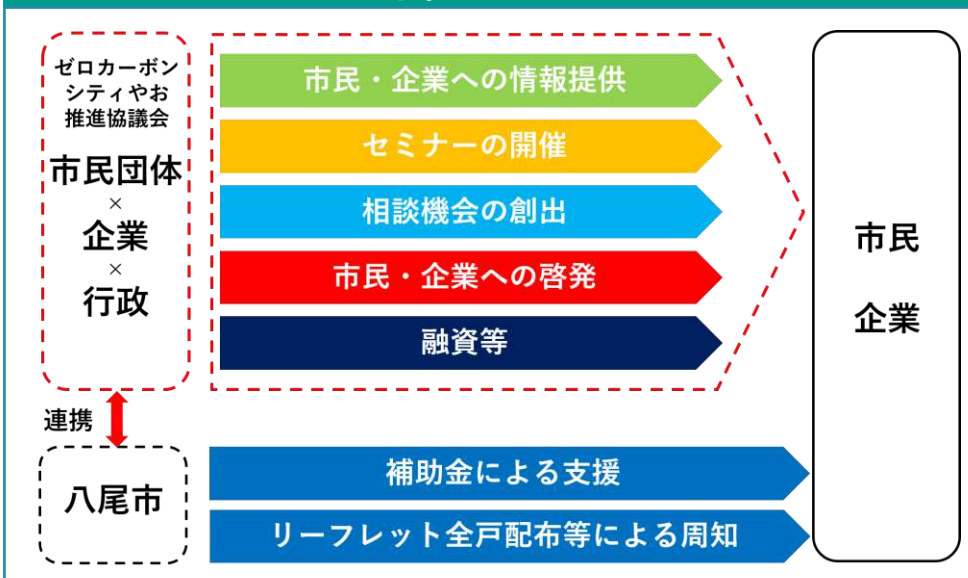 ゼロカーボン
シティやお
推進協議会
市民団体
×
企業
×
行政
市民・企業への情報提供
セミナーの開催
相談機会の創出
市民・企業への啓発
融資等
市民
企業
連携
八尾市
補助金による支援
リーフレット全戸配布等による周知